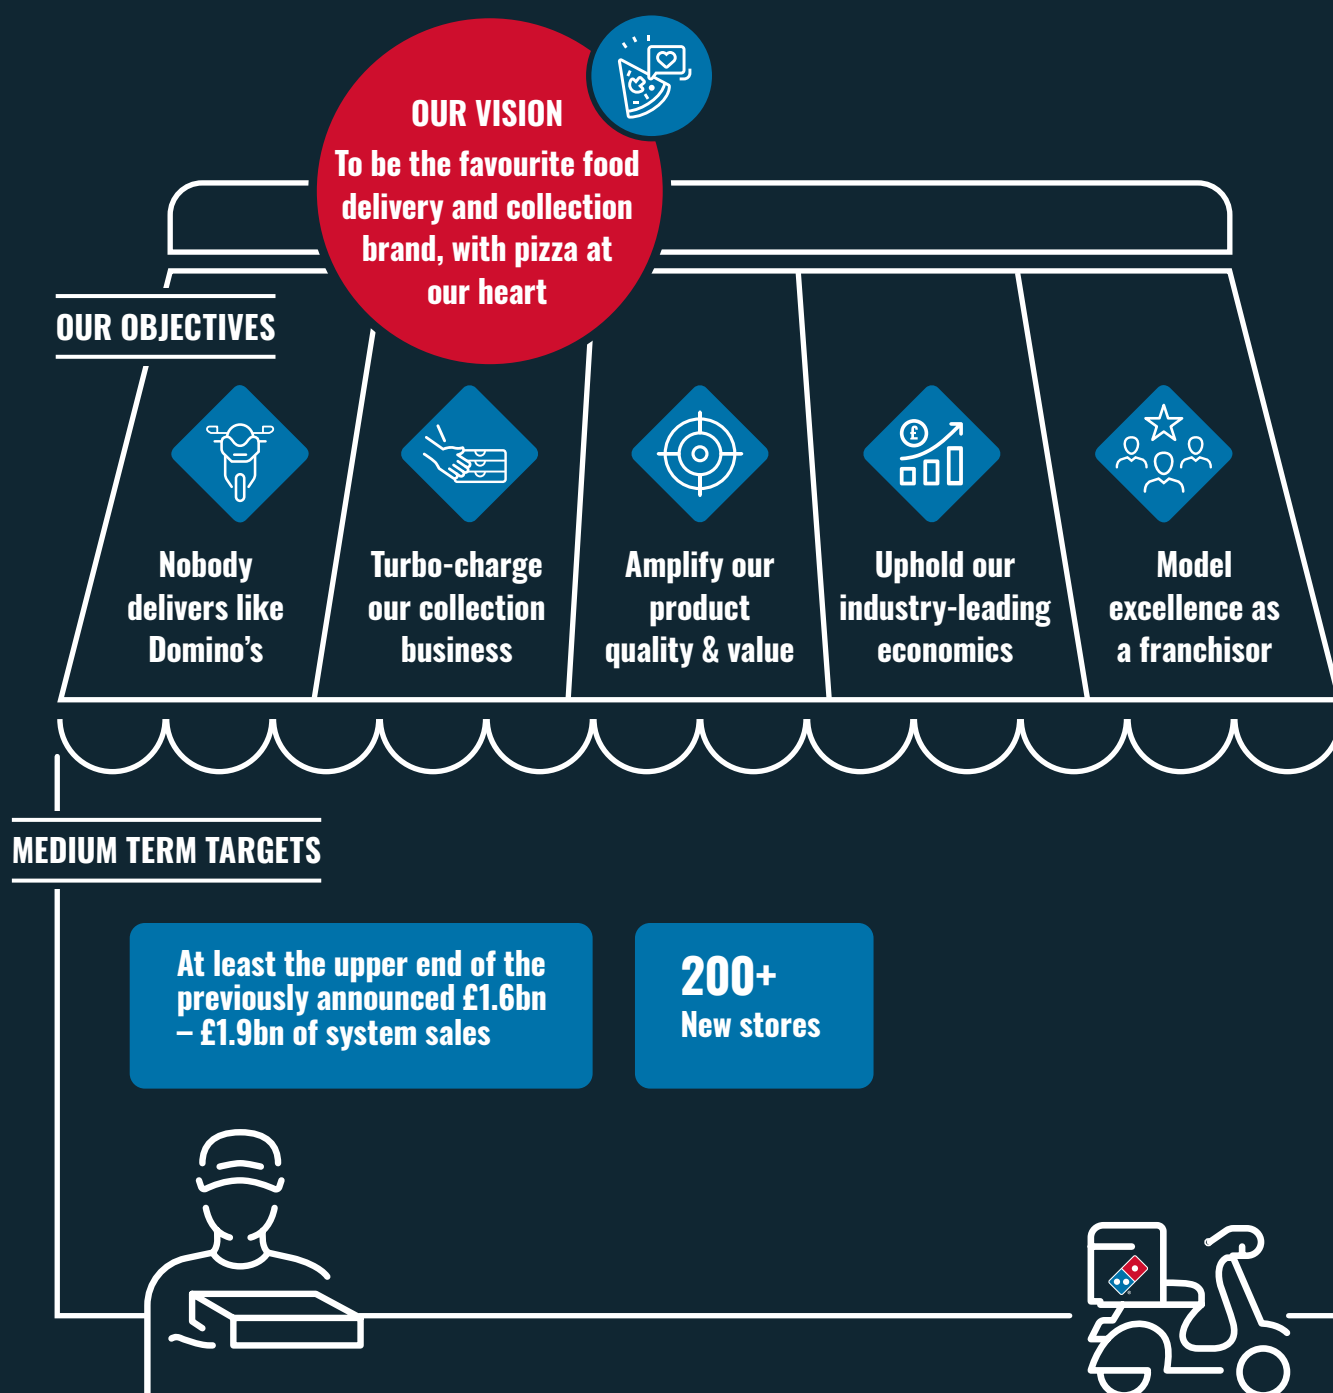 OUR VISION
To be the favourite food
delivery and collection
brand, with pizza at
our heart
OUR OBJECTIVES
£
Nobody
delivers like
Domino’s
Turbo-charge
our collection
business
Amplify our
product
quality & value
Uphold our
industry-leading
economics
Model
excellence as
a franchisor
MEDIUM TERM TARGETS
At least the upper end of the
previously announced £1.6bn
– £1.9bn of system sales
200+
New stores